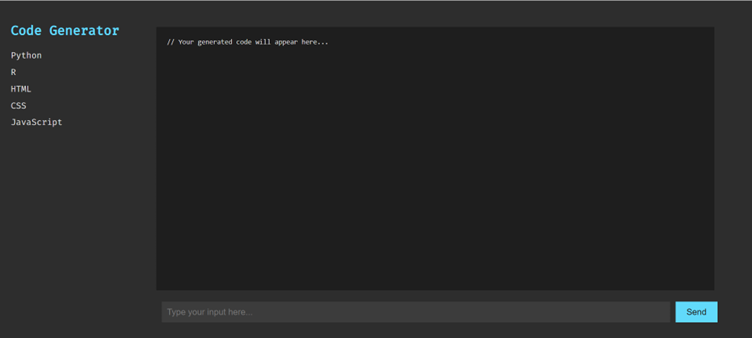 Code Generator
Python
R
HTML
CSS
JavaScript
// Your generated code will appear here...
Type your input here...
Send